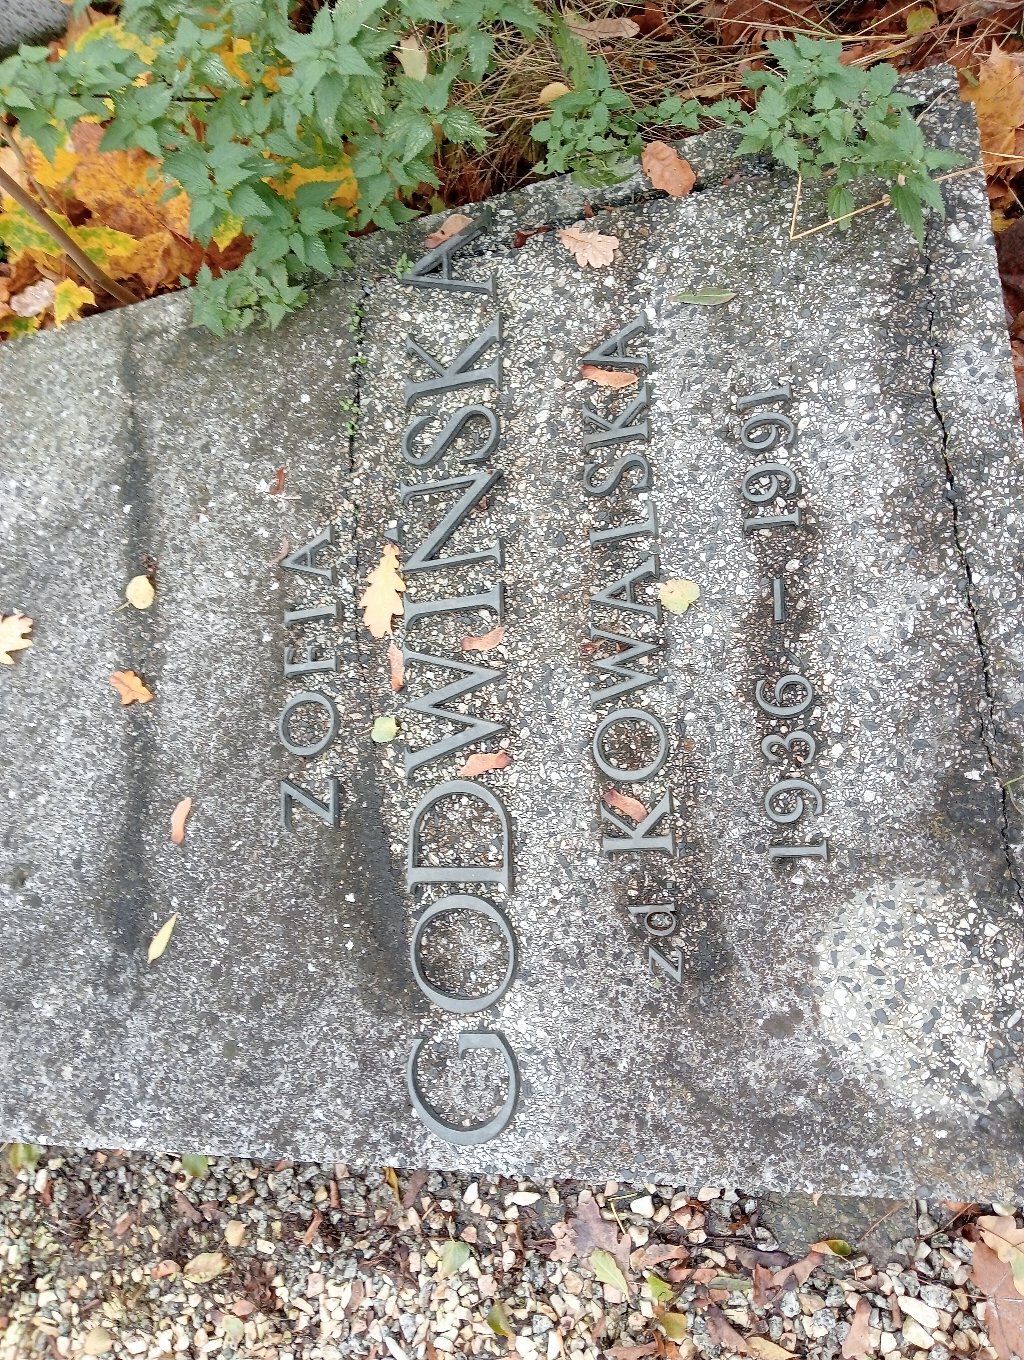 ZOFIA
GODWIŃSKA
zd KOWALSKA
1936 – 1991